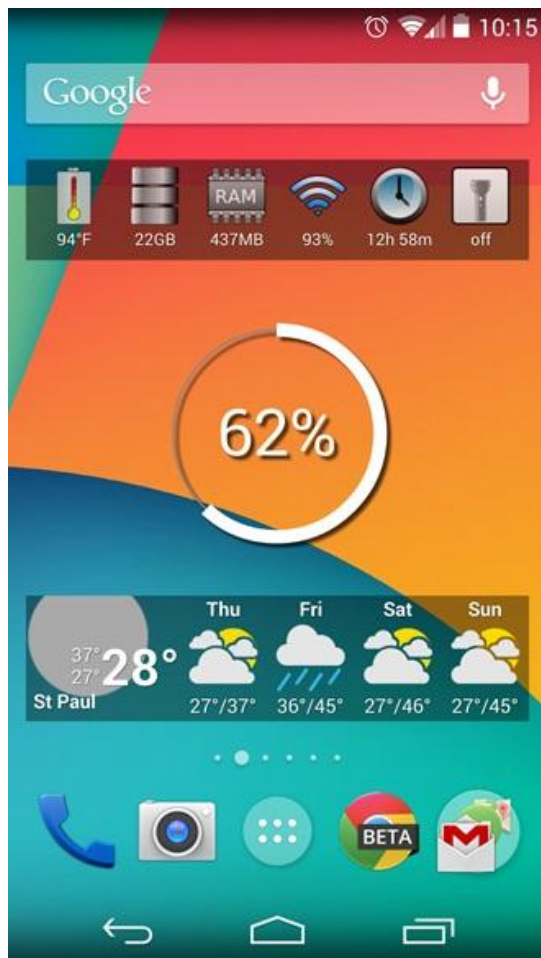 10:15
Google
RAM
94°F 22GB 437MB 93% 12h 58m off
62%
Thu Fri Sat Sun
37°
27°
28°
St Paul
27°/37° 36°/45° 27°/46° 27°/45°
BETA